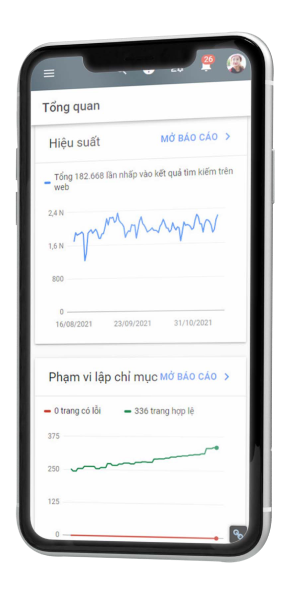 26
Tổng quan
Hiệu suất MỞ BÁO CÁO
Tổng 182.668 lần nhấp vào kết quả tìm kiếm trên
web
2,4 N
1,6 N
800
0
16/08/2021 23/09/2021 31/10/2021
Phạm vi lập chỉ mục MỞ BÁO CÁO
0 trang có lỗi 336 trang hợp lệ
375
250
125
0